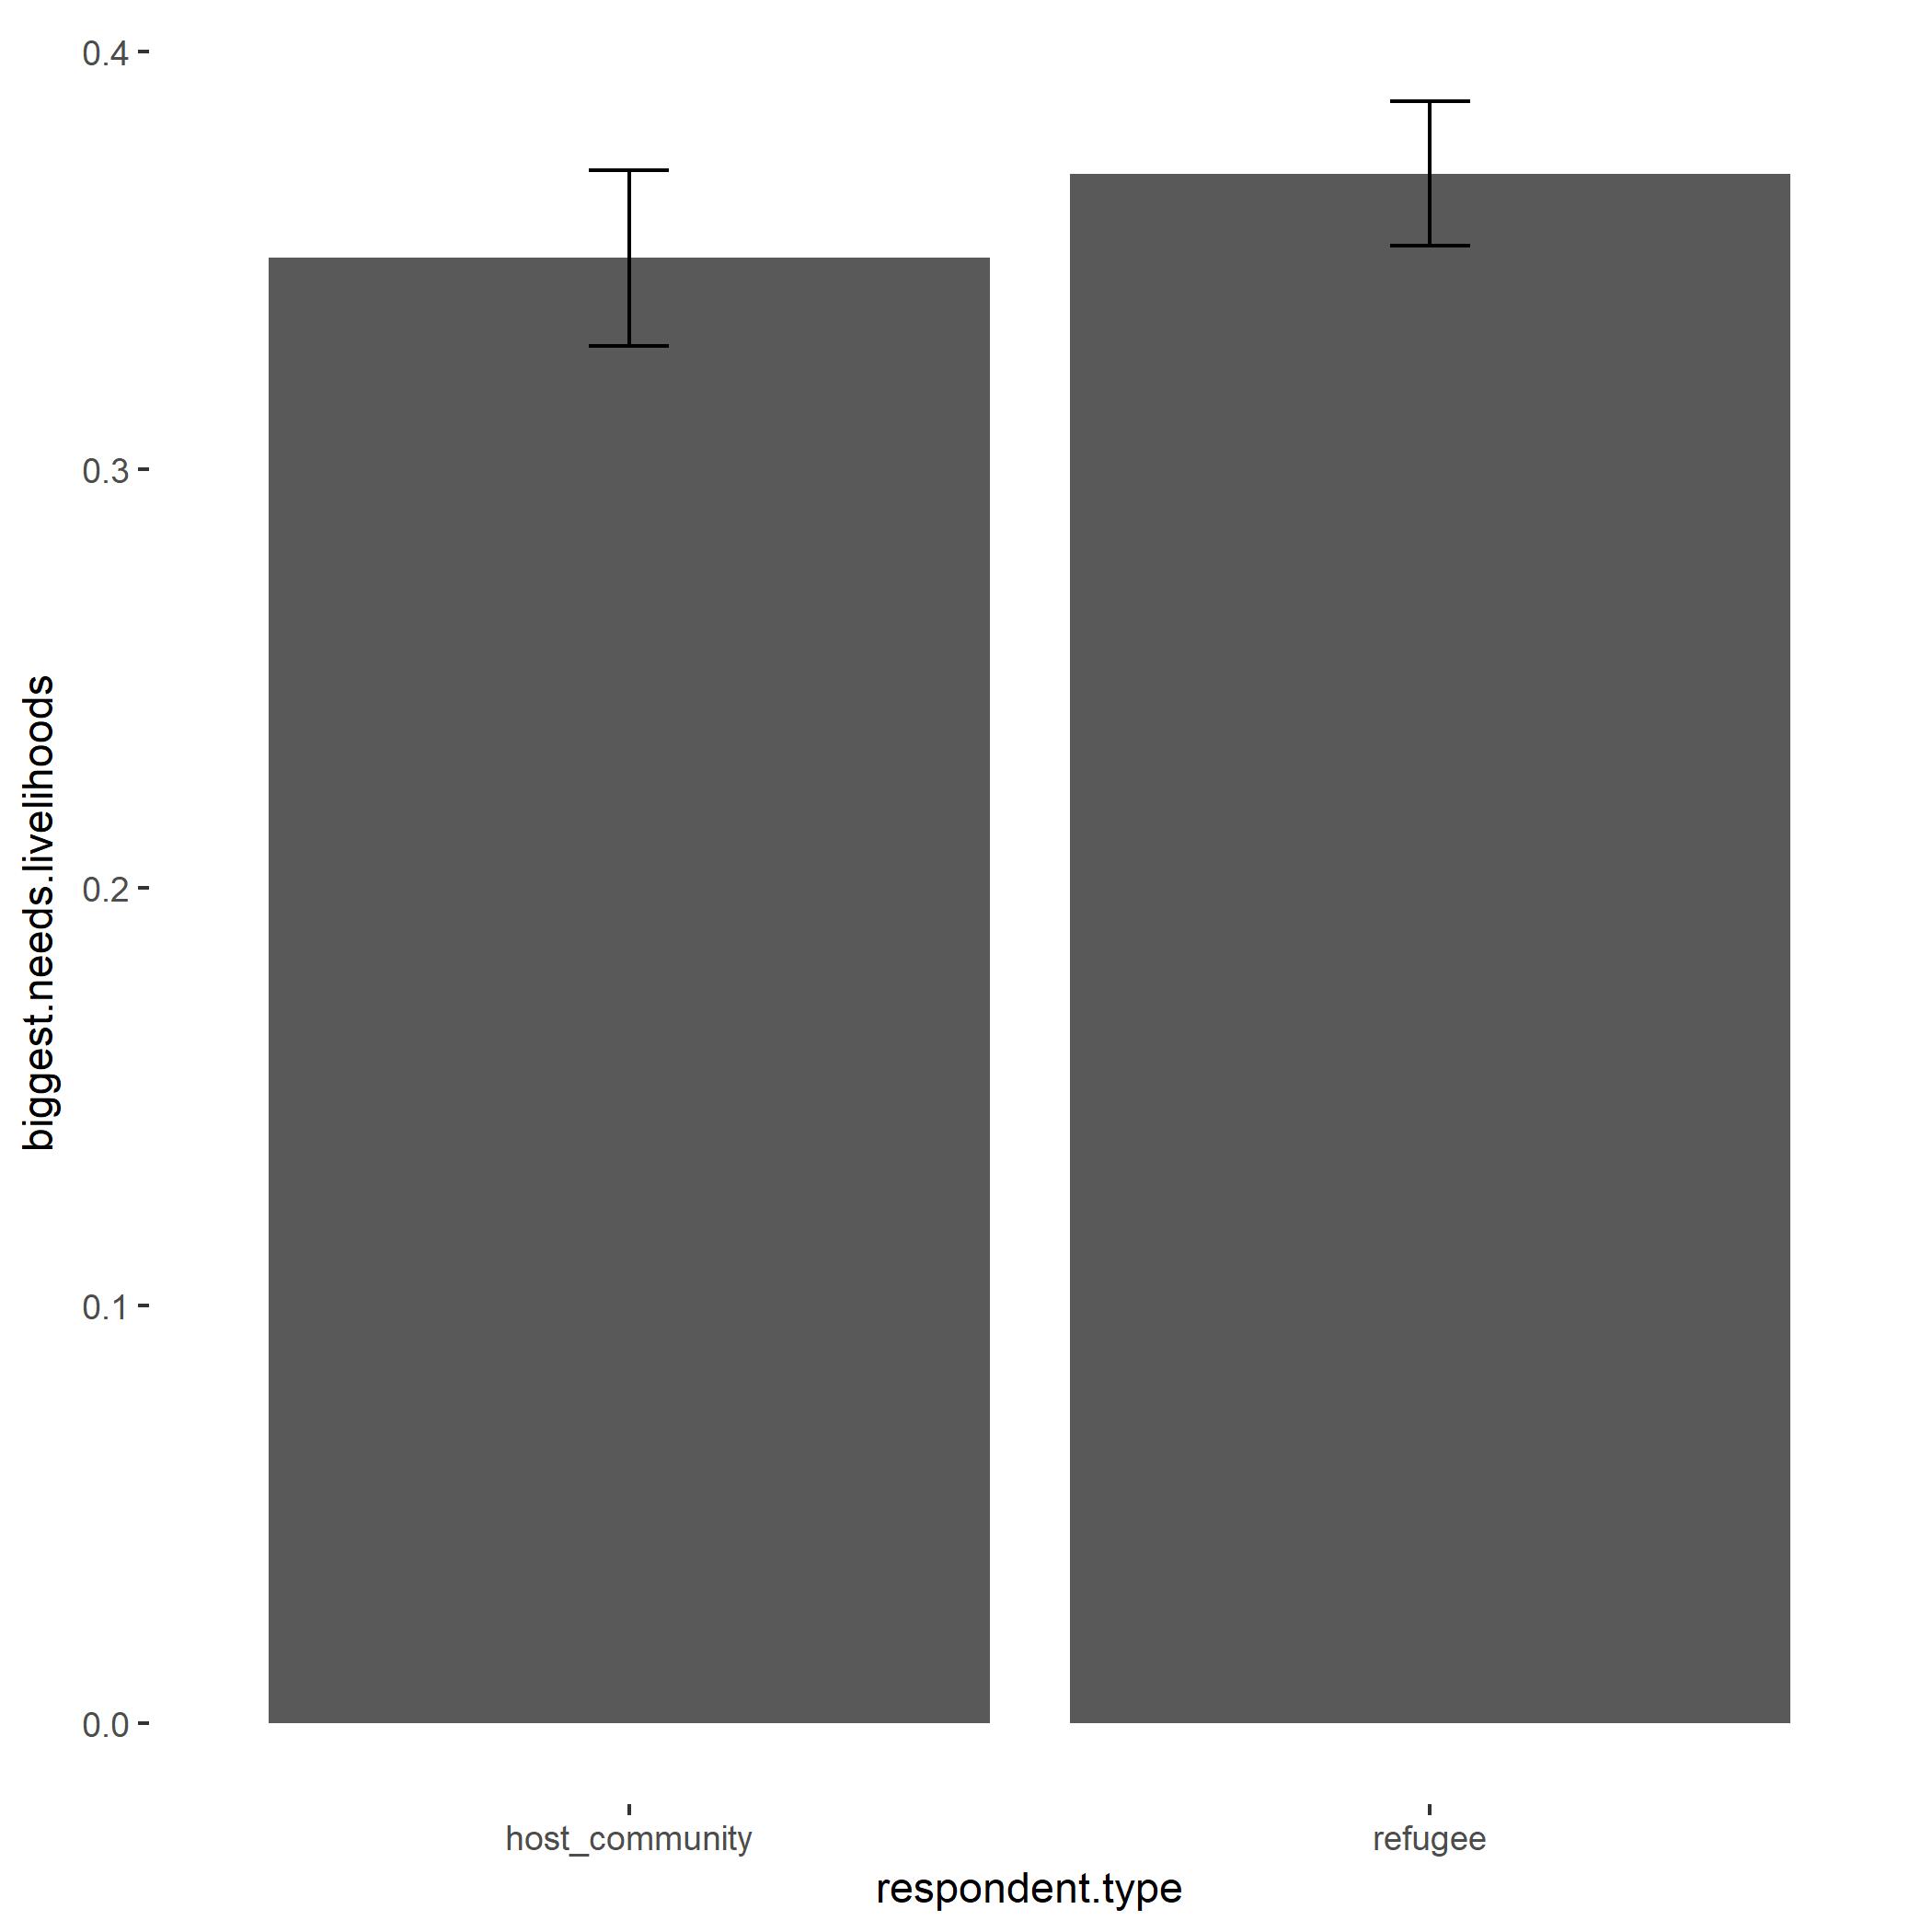 biggest.needs.livelihoods
0.4
0.3
0.2
0.1
0.0
host_community
refugee
respondent.type